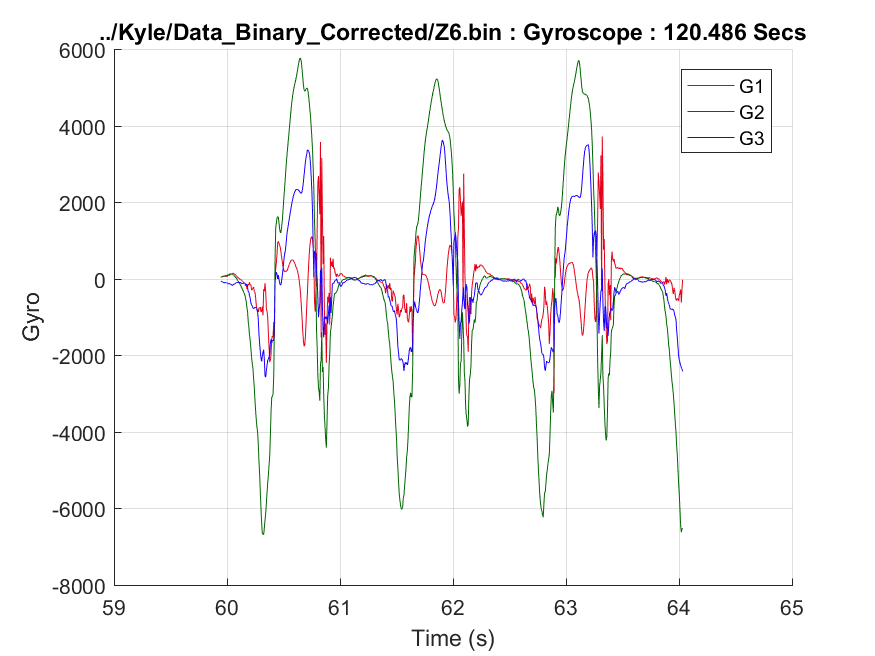 ../Kyle/Data_Binary_Corrected/Z6.bin : Gyroscope : 120.486 Secs
6000
4000
2000
0
-2000
-4000
-6000
-8000
Gyro
G1
G2
G3
59 60 61 62 63 64 65
Time (s)